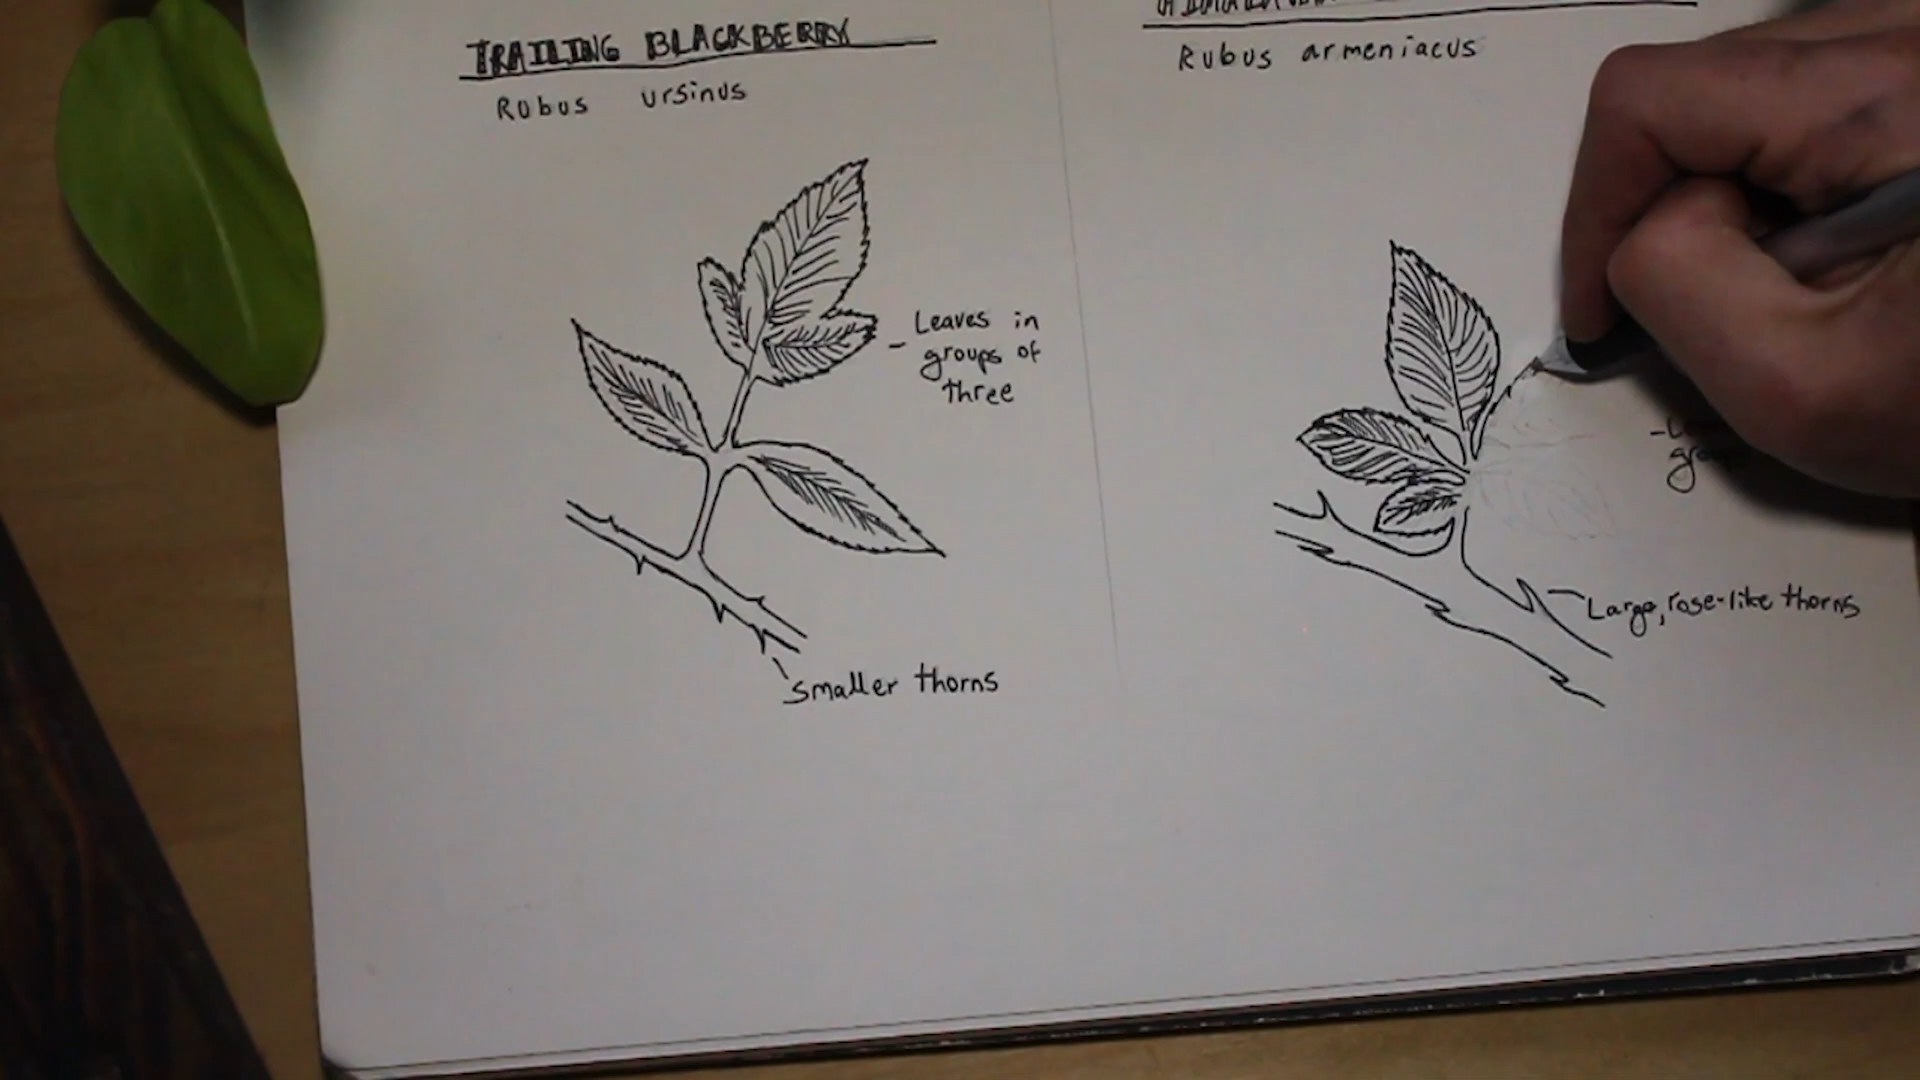 TRAILING BLACKBERRY
Rubus ursinus
Leaves in
groups of
three
Smaller thorns
Rubus armeniacus
Large, rose-like thorns